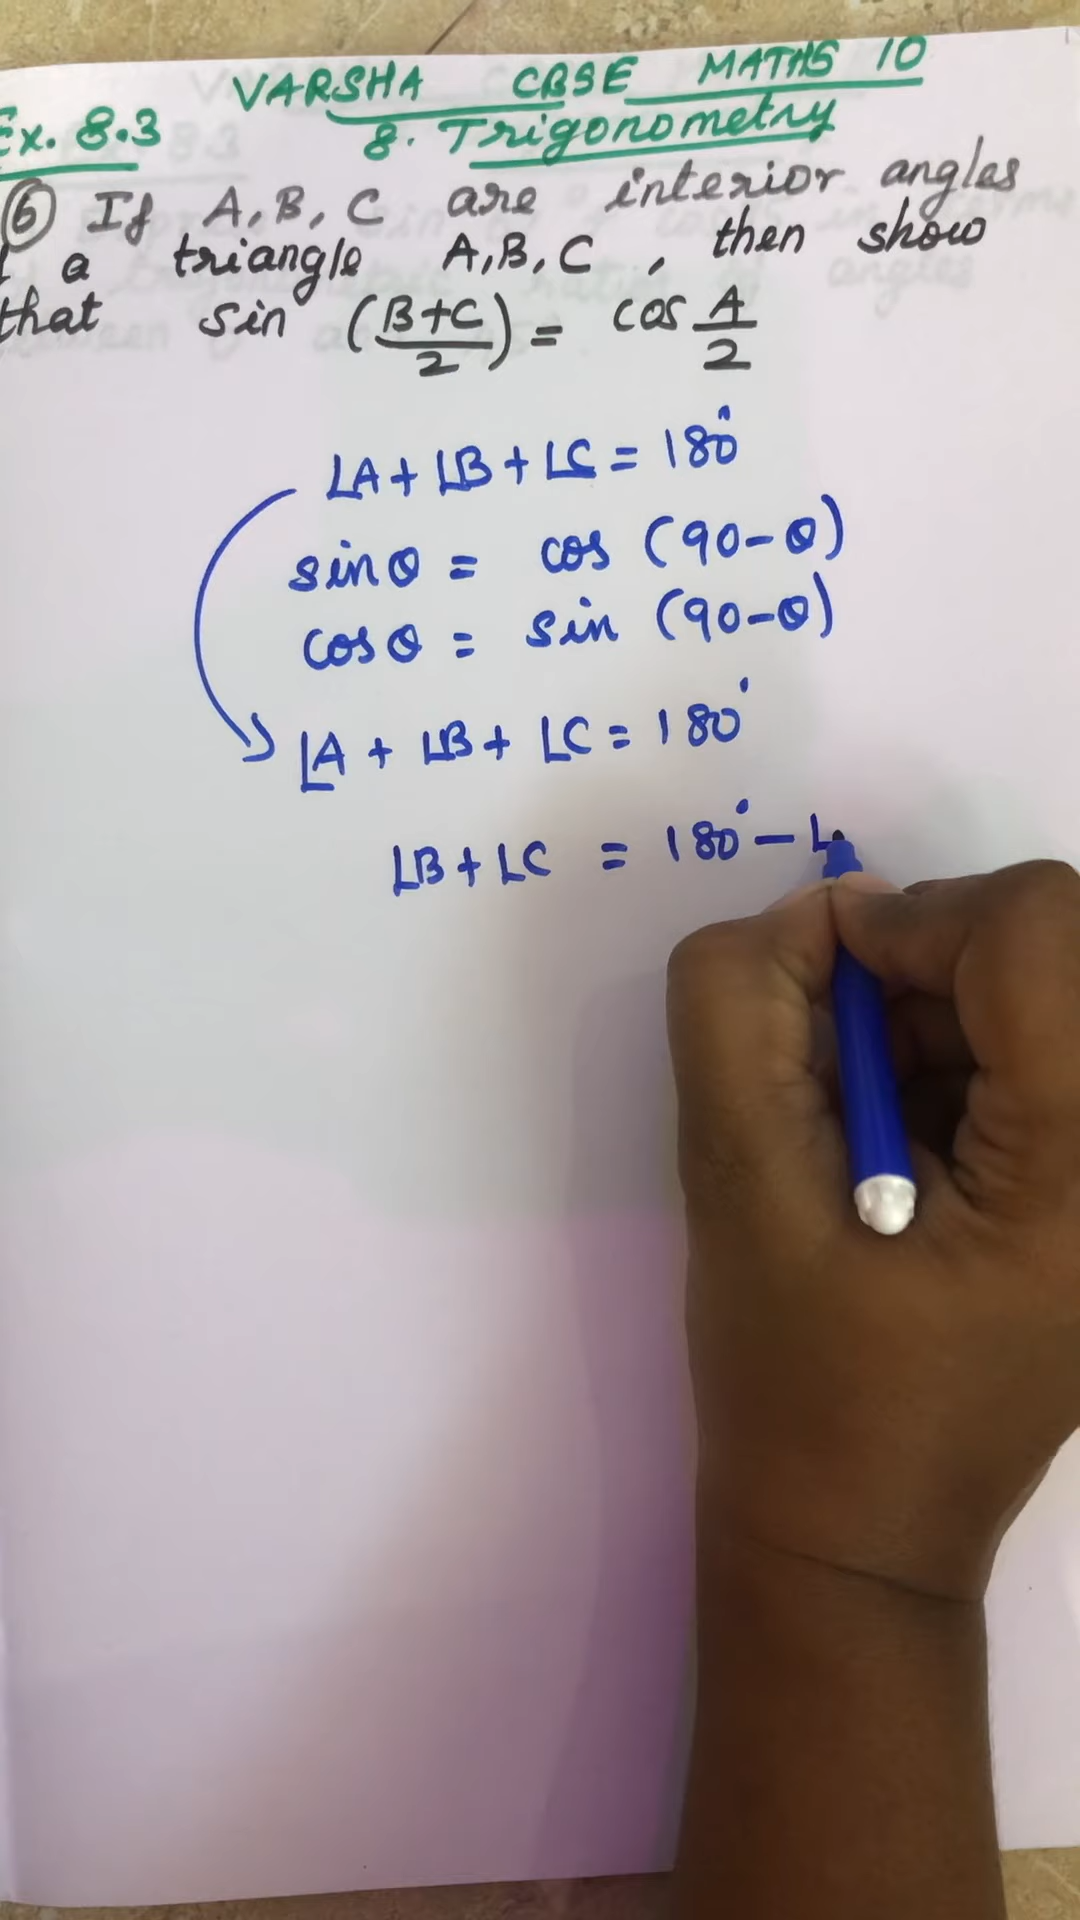 VARSHA CBSE MATHS 10
Ex. 8.3 8. Trigonometry
6 If A, B, C are interior angles
a triangle A, B, C, then show
that sin (B+C/2) = cos A/2
∠A + ∠B + ∠C = 180°
sin θ = cos (90-θ)
cos θ = sin (90-θ)
∠A + ∠B + ∠C = 180°
∠B + ∠C = 180° - ∠